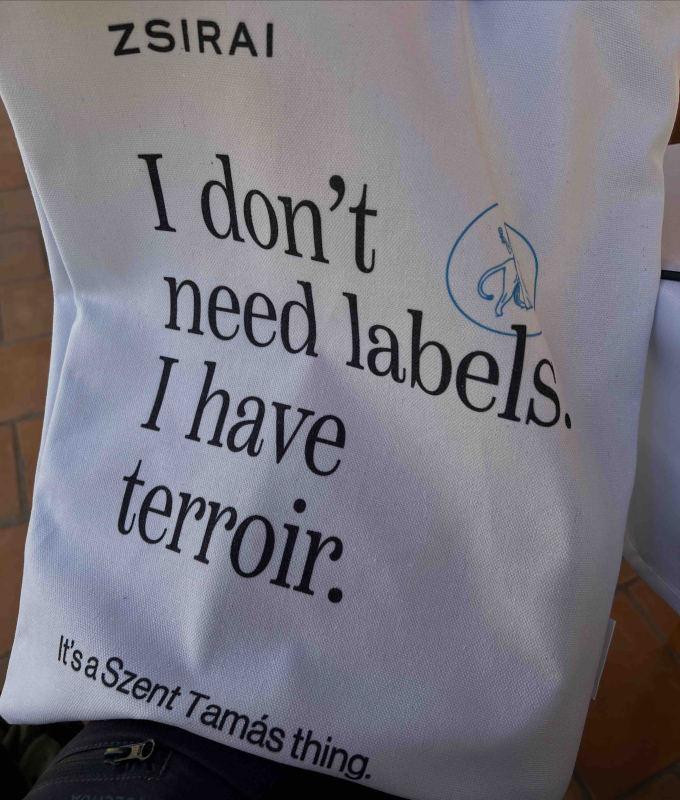 ZSIRAI
I don't
need labels.
I have
terroir.
It's a Szent Tamás thing.